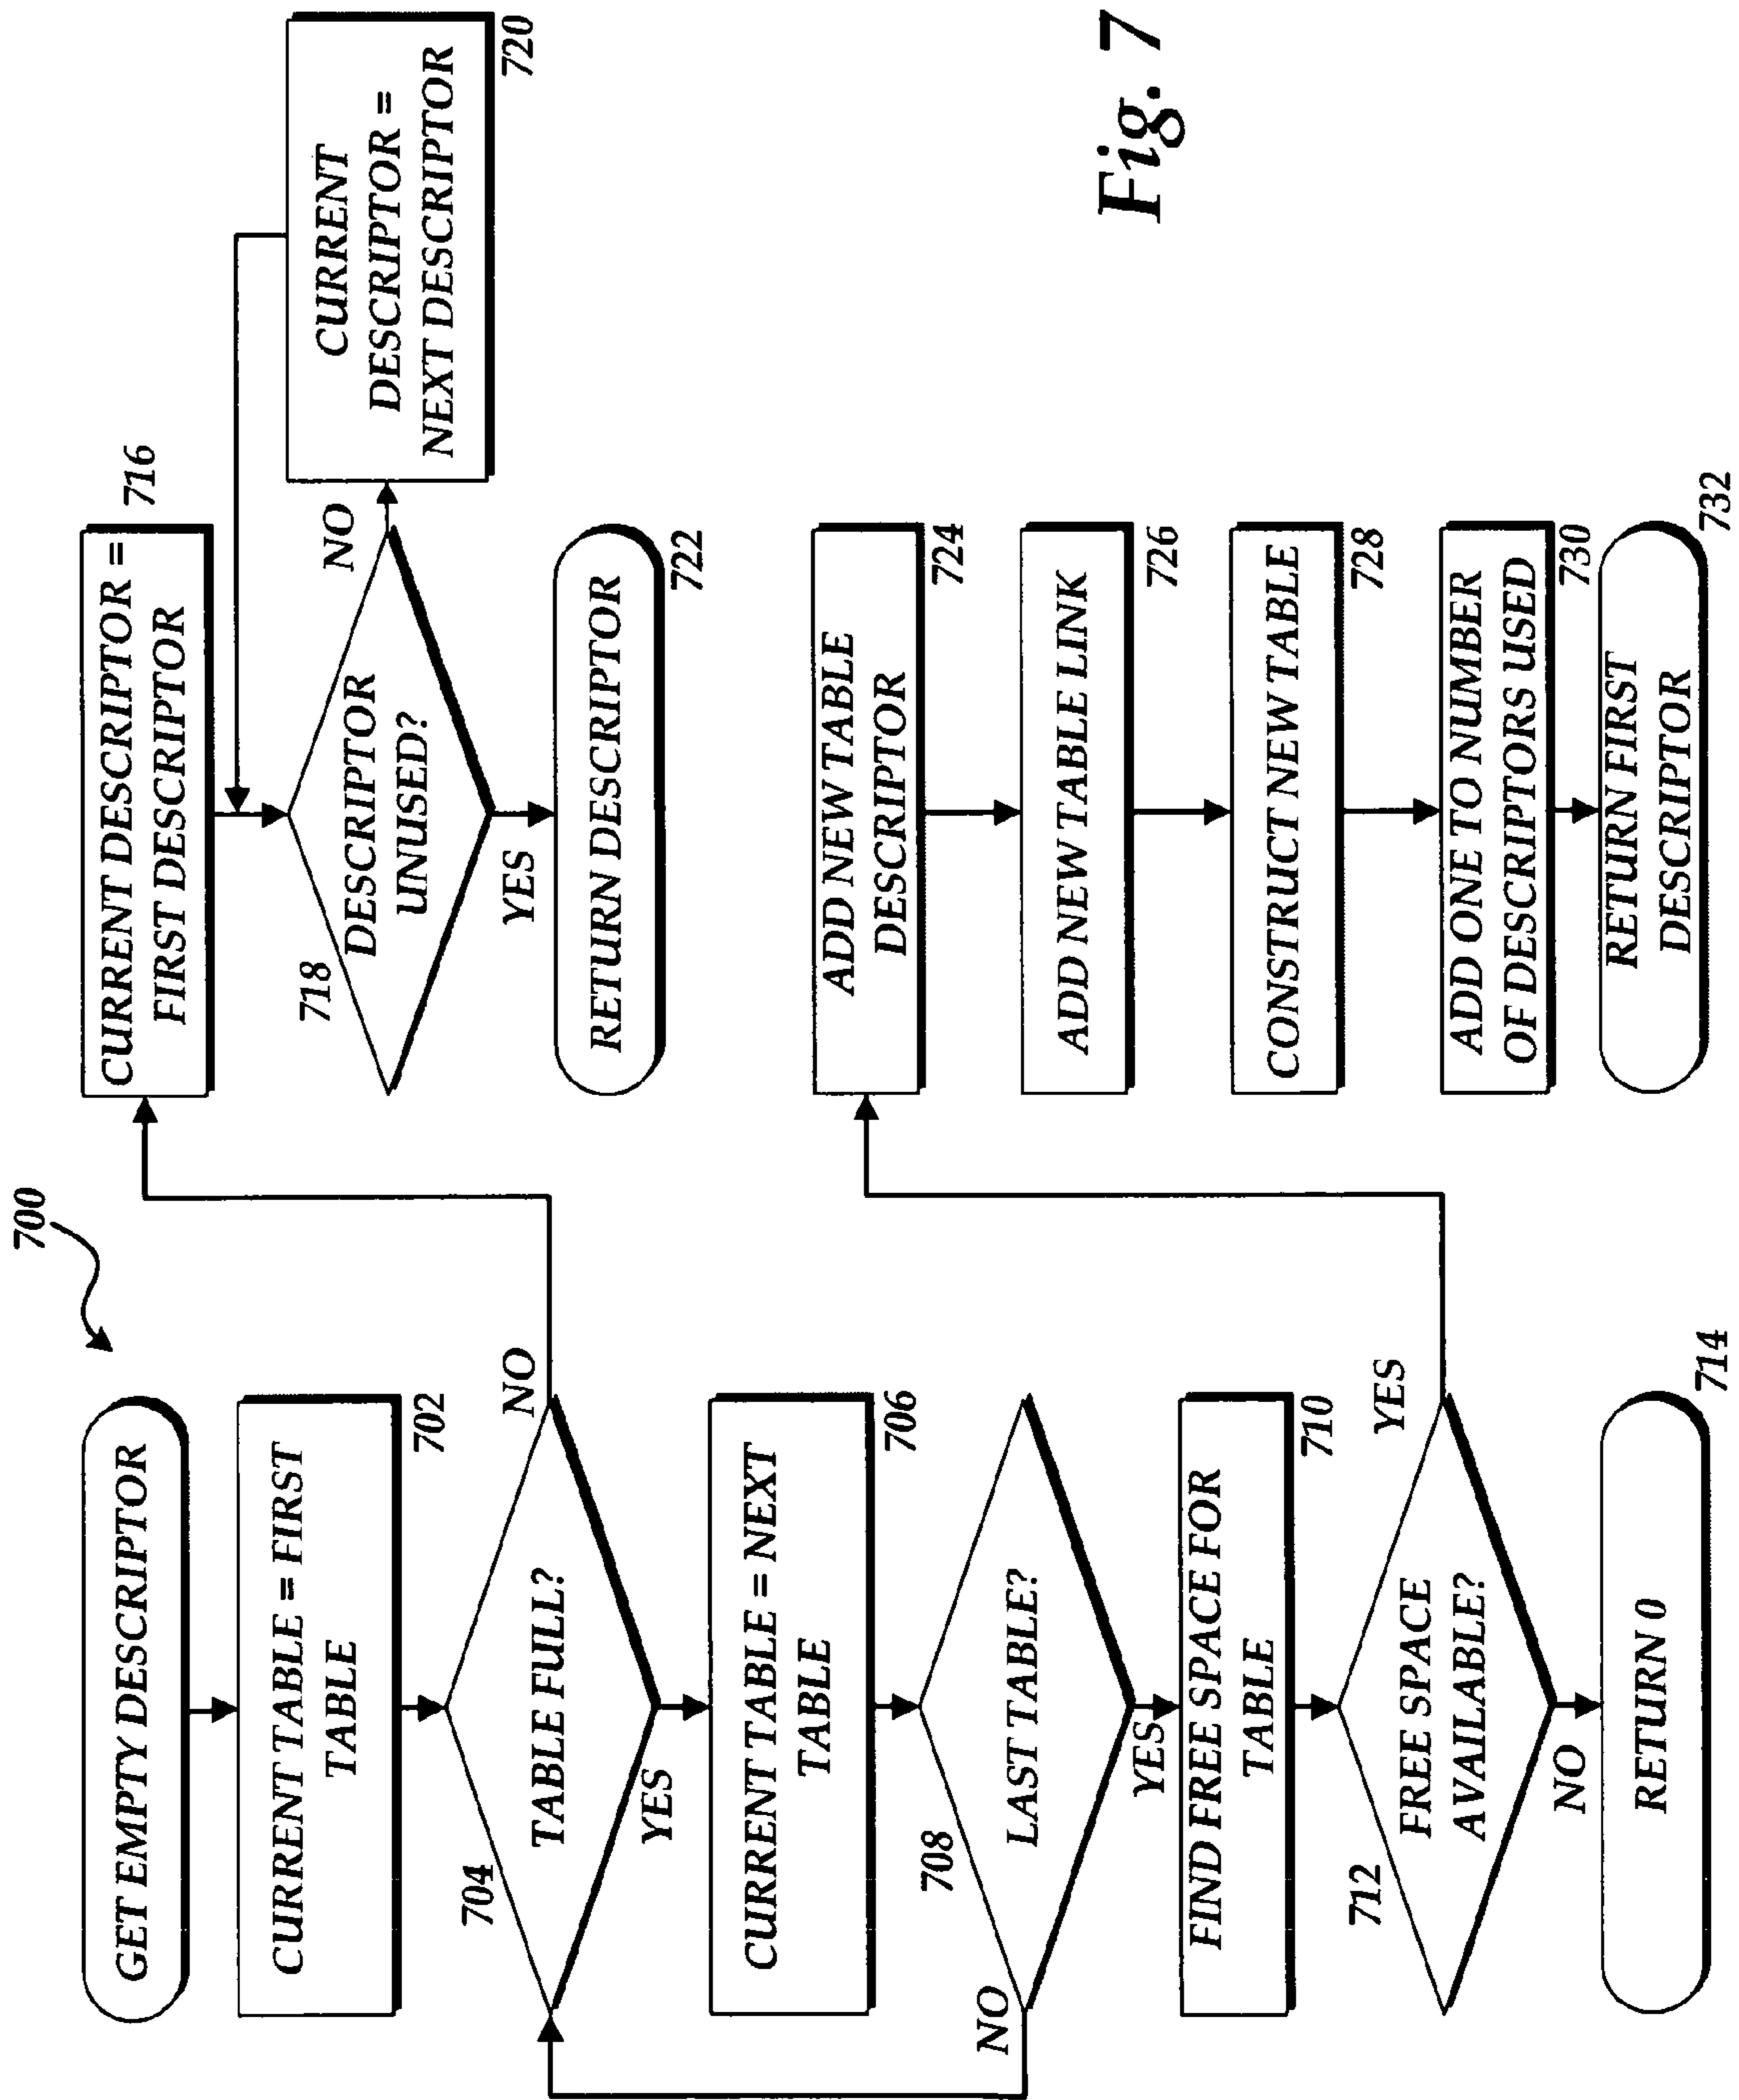 700
GET EMPTY DESCRIPTOR
CURRENT TABLE = FIRST
TABLE
702
TABLE FULL?
704
NO
YES
CURRENT TABLE = NEXT
TABLE
706
LAST TABLE?
708
NO
YES
FIND FREE SPACE FOR
TABLE
710
FREE SPACE
AVAILABLE?
712
YES
NO
RETURN 0
714
CURRENT DESCRIPTOR =
FIRST DESCRIPTOR
716
DESCRIPTOR
UNUSED?
718
NO
YES
CURRENT
DESCRIPTOR =
NEXT DESCRIPTOR
720
RETURN DESCRIPTOR
722
ADD NEW TABLE
DESCRIPTOR
724
ADD NEW TABLE LINK
726
CONSTRUCT NEW TABLE
728
ADD ONE TO NUMBER
OF DESCRIPTORS USED
730
RETURN FIRST
DESCRIPTOR
732
Fig. 7